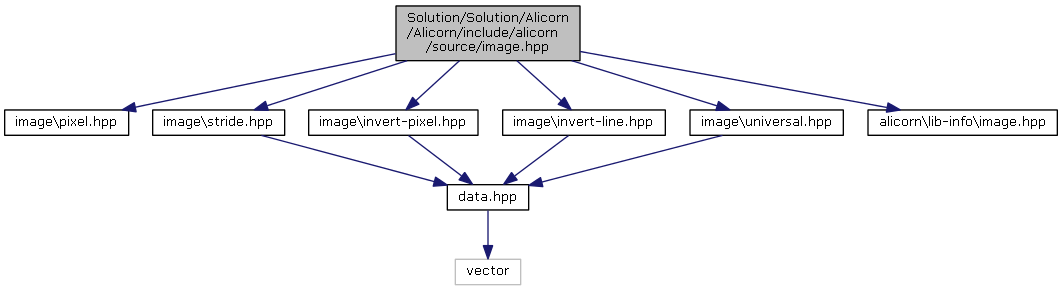 Solution/Solution/Alicorn
/Alicorn/include/alicorn
/source/image.hpp
image\pixel.hpp
image\stride.hpp
image\invert-pixel.hpp
image\invert-line.hpp
image\universal.hpp
alicorn\lib-info\image.hpp
data.hpp
vector